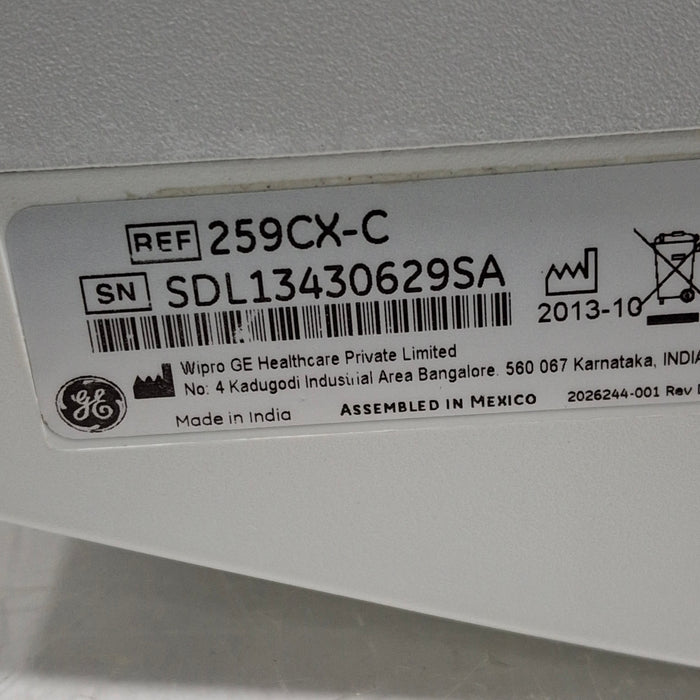 REF 259CX-C
SN SDL13430629SA
2013-10
Wipro GE Healthcare Private Limited
No: 4 Kadugodi Industrial Area Bangalore. 560 067 Karnataka, INDIA
GE
Made in India
ASSEMBLED IN MEXICO
2026244-001 Rev